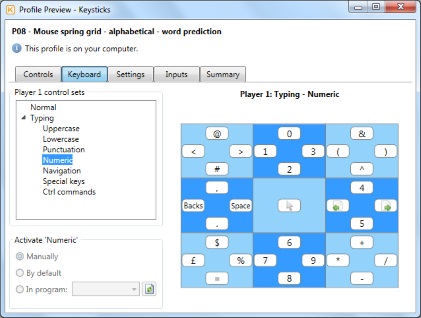 Profile Preview - Keysticks
P08 - Mouse spring grid - alphabetical - word prediction
This profile is on your computer.
Controls Keyboard Settings Inputs Summary
Player 1 control sets
Normal
Typing
Uppercase
Lowercase
Punctuation
Numeric
Navigation
Special keys
Ctrl commands
Activate 'Numeric'
Manually
By default
In program:
Player 1: Typing - Numeric
@ 0 &
< > 1 3 ( )
# 2 ^
, 4
Backs Space
. 5
$ 6 +
£ % 7 9 * /
= 8 -